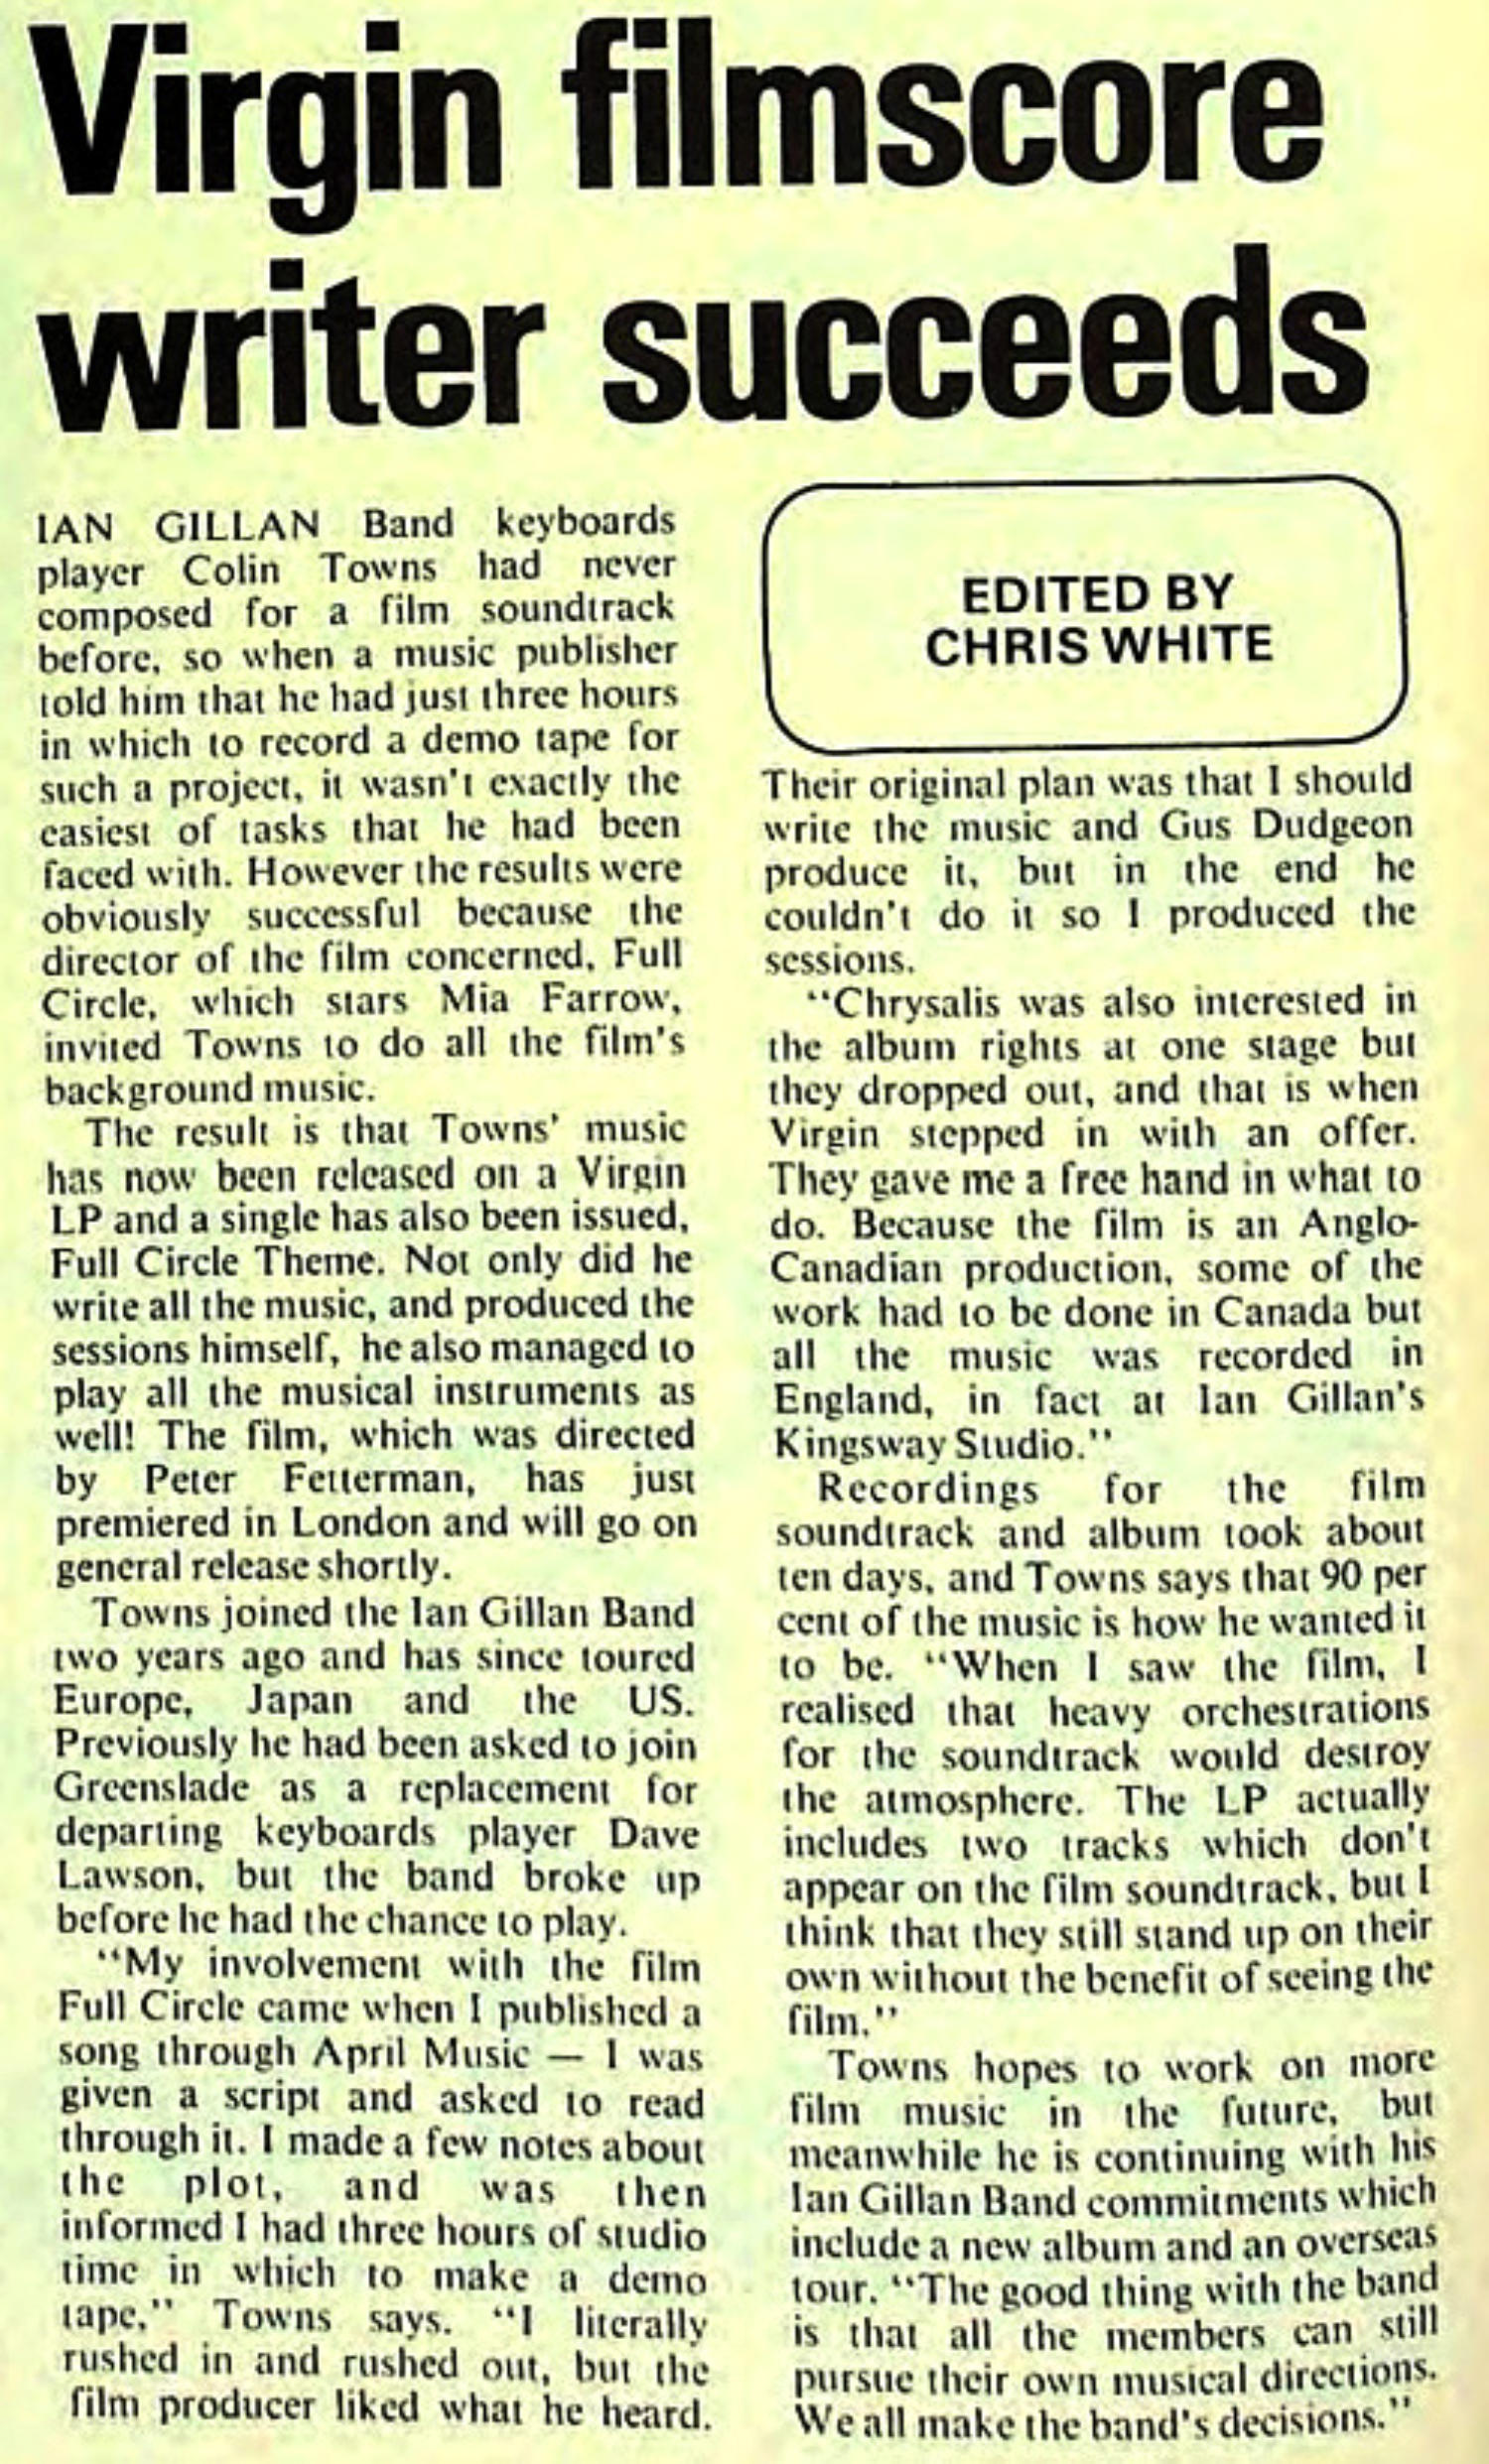 Virgin filmscore
writer succeeds
IAN GILLAN Band keyboards
player Colin Towns had never
composed for a film soundtrack
before, so when a music publisher
told him that he had just three hours
in which to record a demo tape for
such a project, it wasn't exactly the
easiest of tasks that he had been
faced with. However the results were
obviously successful because the
director of the film concerned, Full
Circle, which stars Mia Farrow,
invited Towns to do all the film's
background music.
The result is that Towns' music
has now been released on a Virgin
LP and a single has also been issued,
Full Circle Theme. Not only did he
write all the music, and produced the
sessions himself, he also managed to
play all the musical instruments as
well! The film, which was directed
by Peter Fetterman, has just
premiered in London and will go on
general release shortly.
Towns joined the Ian Gillan Band
two years ago and has since toured
Europe, Japan and the US.
Previously he had been asked to join
Greenslade as a replacement for
departing keyboards player Dave
Lawson, but the band broke up
before he had the chance to play.
"My involvement with the film
Full Circle came when I published a
song through April Music — I was
given a script and asked to read
through it. I made a few notes about
the plot, and was then
informed I had three hours of studio
time in which to make a demo
tape," Towns says. "I literally
rushed in and rushed out, but the
film producer liked what he heard.
EDITED BY
CHRIS WHITE
Their original plan was that I should
write the music and Gus Dudgeon
produce it, but in the end he
couldn't do it so I produced the
sessions.
"Chrysalis was also interested in
the album rights at one stage but
they dropped out, and that is when
Virgin stepped in with an offer.
They gave me a free hand in what to
do. Because the film is an Anglo-
Canadian production, some of the
work had to be done in Canada but
all the music was recorded in
England, in fact at Ian Gillan's
Kingsway Studio."
Recordings for the film
soundtrack and album took about
ten days, and Towns says that 90 per
cent of the music is how he wanted it
to be. "When I saw the film, I
realised that heavy orchestrations
for the soundtrack would destroy
the atmosphere. The LP actually
includes two tracks which don't
appear on the film soundtrack, but I
think that they still stand up on their
own without the benefit of seeing the
film."
Towns hopes to work on more
film music in the future, but
meanwhile he is continuing with his
Ian Gillan Band commitments which
include a new album and an overseas
tour. "The good thing with the band
is that all the members can still
pursue their own musical directions.
We all make the band's decisions."